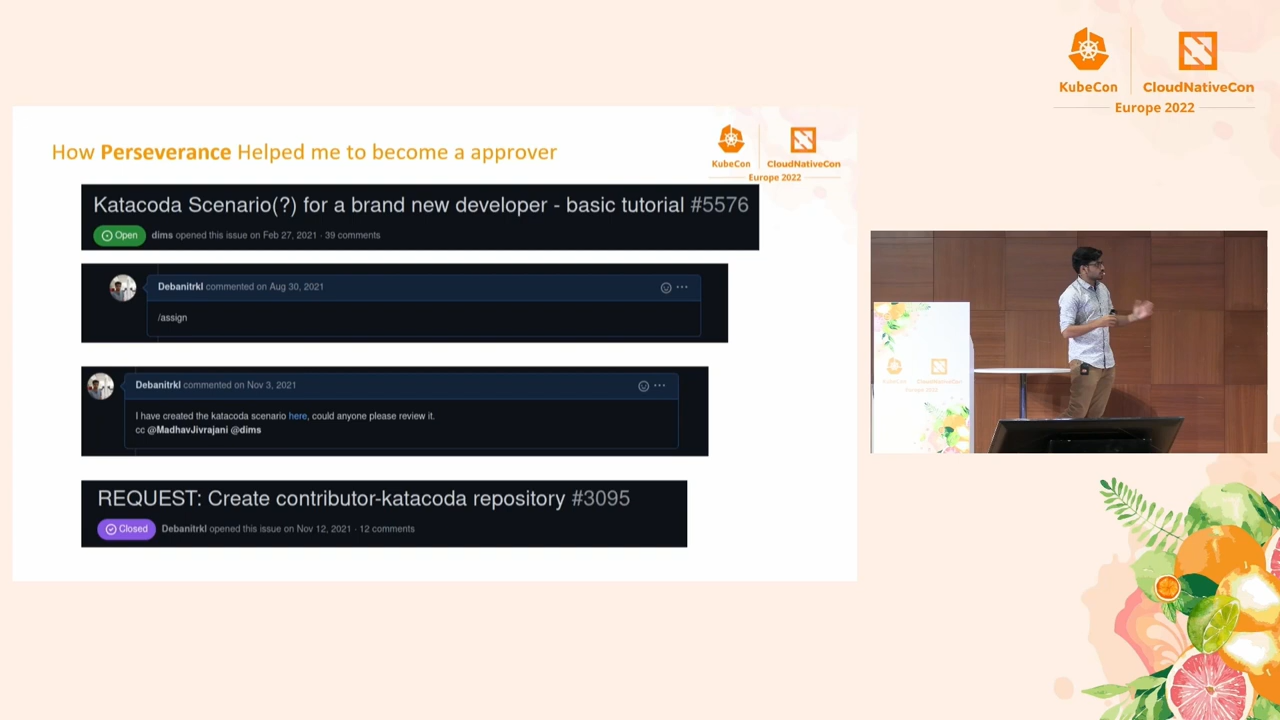 KubeCon
CloudNativeCon
Europe 2022
How Perseverance Helped me to become a approver
KubeCon
CloudNativeCon
Europe 2022
Katacoda Scenario(?) for a brand new developer - basic tutorial #5576
Open dims opened this issue on Feb 27, 2021 · 39 comments
Debanitrkl commented on Aug 30, 2021
/assign
Debanitrkl commented on Nov 3, 2021
I have created the katacoda scenario here, could anyone please review it.
cc @MadhavJivrajani @dims
REQUEST: Create contributor-katacoda repository #3095
Closed Debanitrkl opened this issue on Nov 12, 2021 · 12 comments